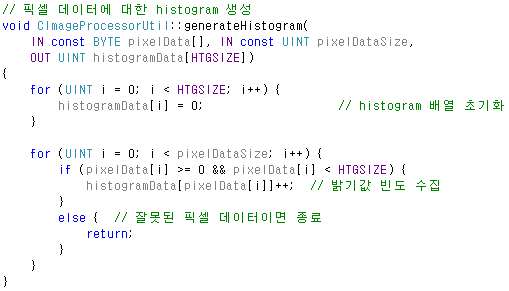 // 픽셀 데이터에 대한 histogram 생성
void CImageProcessorUtil::generateHistogram(
    IN const BYTE pixelData[], IN const UINT pixelDataSize,
    OUT UINT histogramData[HTGSIZE])
{
    for (UINT i = 0; i < HTGSIZE; i++) {
        histogramData[i] = 0;                // histogram 배열 초기화
    }

    for (UINT i = 0; i < pixelDataSize; i++) {
        if (pixelData[i] >= 0 && pixelData[i] < HTGSIZE) {
            histogramData[pixelData[i]]++;  // 밝기값 빈도 수집
        }
        else {  // 잘못된 픽셀 데이터이면 종료
            return;
        }
    }
}